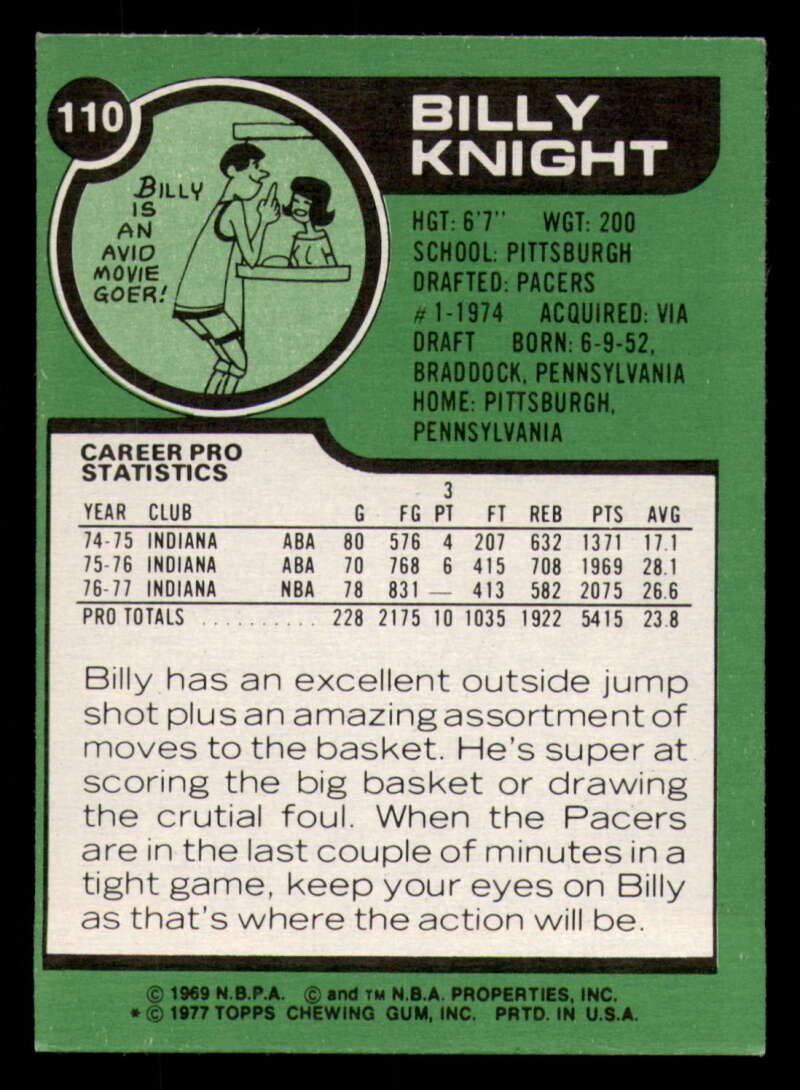 110
BILLY
KNIGHT
BILLY
IS
AN
AVID
MOVIE
GOER!
HGT: 6'7" WGT: 200
SCHOOL: PITTSBURGH
DRAFTED: PACERS
#1-1974 ACQUIRED: VIA
DRAFT BORN: 6-9-52,
BRADDOCK, PENNSYLVANIA
HOME: PITTSBURGH,
PENNSYLVANIA
CAREER PRO
STATISTICS
3
YEAR CLUB G FG PT FT REB PTS AVG
74-75 INDIANA ABA 80 576 4 207 632 1371 17.1
75-76 INDIANA ABA 70 768 6 415 708 1969 28.1
76-77 INDIANA NBA 78 831 — 413 582 2075 26.6
PRO TOTALS .......... 228 2175 10 1035 1922 5415 23.8
Billy has an excellent outside jump
shot plus an amazing assortment of
moves to the basket. He's super at
scoring the big basket or drawing
the crutial foul. When the Pacers
are in the last couple of minutes in a
tight game, keep your eyes on Billy
as that's where the action will be.
© 1969 N.B.P.A. © and TM N.B.A. PROPERTIES, INC.
* © 1977 TOPPS CHEWING GUM, INC. PRTD. IN U.S.A.